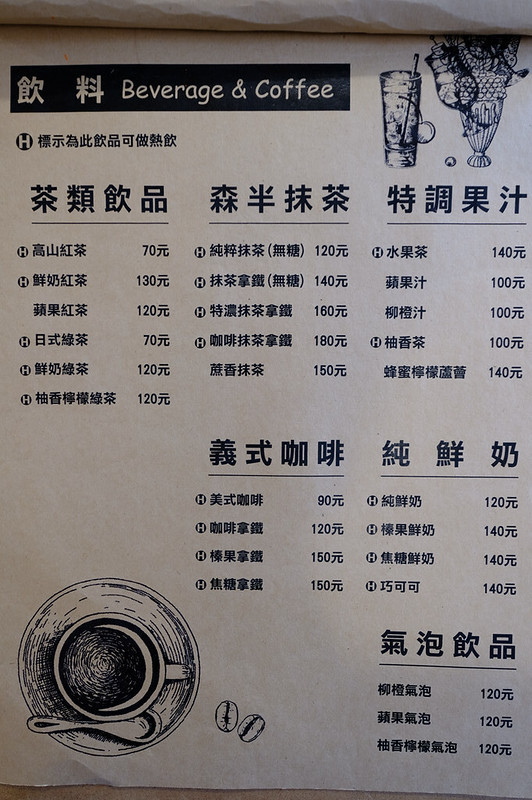 飲 料 Beverage & Coffee
Ⓗ 標示為此飲品可做熱飲
茶類飲品
Ⓗ 高山紅茶 70元
Ⓗ 鮮奶紅茶 130元
蘋果紅茶 120元
Ⓗ 日式綠茶 70元
Ⓗ 鮮奶綠茶 120元
Ⓗ 柚香檸檬綠茶 120元
森半抹茶
Ⓗ 純粹抹茶(無糖) 120元
Ⓗ 抹茶拿鐵(無糖) 140元
Ⓗ 特濃抹茶拿鐵 160元
Ⓗ 咖啡抹茶拿鐵 180元
蔗香抹茶 150元
特調果汁
Ⓗ 水果茶 140元
蘋果汁 100元
柳橙汁 100元
Ⓗ 柚香茶 100元
蜂蜜檸檬蘆薈 140元
義式咖啡
Ⓗ 美式咖啡 90元
Ⓗ 咖啡拿鐵 120元
Ⓗ 榛果拿鐵 150元
Ⓗ 焦糖拿鐵 150元
純 鮮 奶
Ⓗ 純鮮奶 120元
Ⓗ 榛果鮮奶 140元
Ⓗ 焦糖鮮奶 140元
Ⓗ 巧可可 140元
氣泡飲品
柳橙氣泡 120元
蘋果氣泡 120元
柚香檸檬氣泡 120元